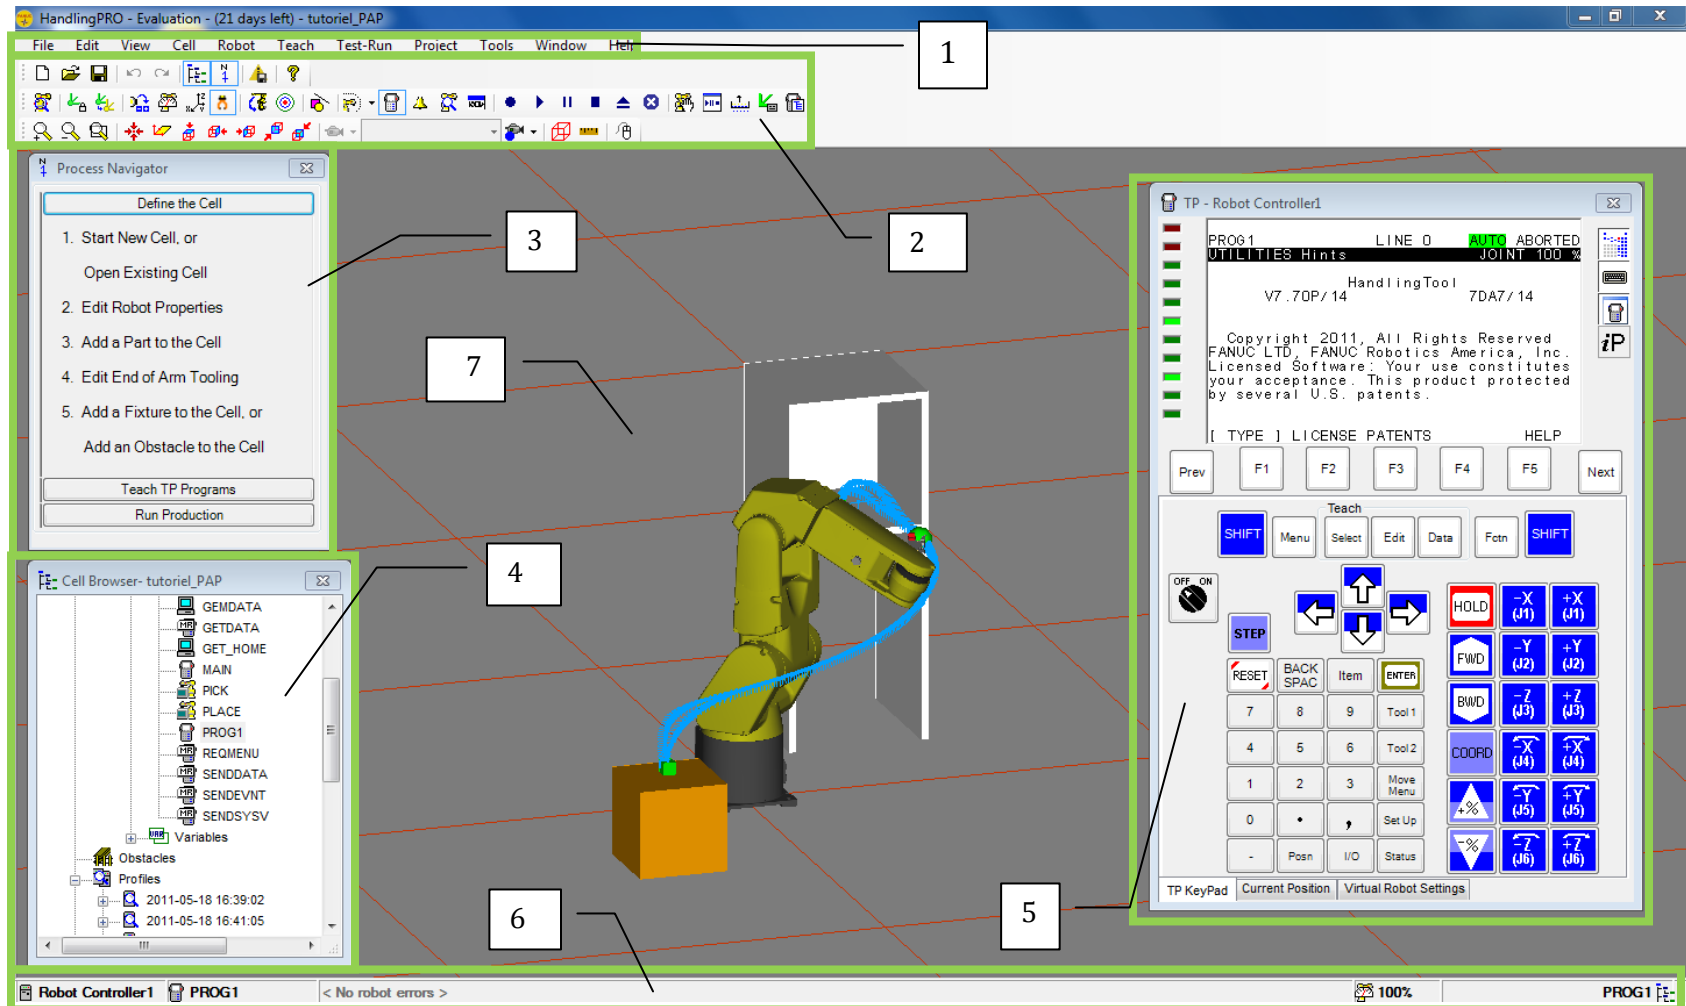 HandlingPRO - Evaluation - (21 days left) - tutoriel_PAP
File Edit View Cell Robot Teach Test-Run Project Tools Window Help
1
2
Process Navigator
Define the Cell
1. Start New Cell, or
Open Existing Cell
2. Edit Robot Properties
3. Add a Part to the Cell
4. Edit End of Arm Tooling
5. Add a Fixture to the Cell, or
Add an Obstacle to the Cell
Teach TP Programs
Run Production
3
7
Cell Browser- tutoriel_PAP
GEMDATA
GETDATA
GET_HOME
MAIN
PICK
PLACE
PROG1
REQMENU
SENDDATA
SENDEVNT
SENDSYSV
Variables
Obstacles
Profiles
2011-05-18 16:39:02
2011-05-18 16:41:05
4
TP - Robot Controller1
PROG1 LINE 0 AUTO ABORTED
UTILITIES Hints JOINT 100 %
HandlingTool
V7.70P/14 7DA7/14
Copyright 2011, All Rights Reserved
FANUC LTD, FANUC Robotics America, Inc.
Licensed Software: Your use constitutes
your acceptance. This product protected
by several U.S. patents.
[ TYPE ] LICENSE PATENTS HELP
iP
Prev F1 F2 F3 F4 F5 Next
Teach
SHIFT Menu Select Edit Data Fctn SHIFT
OFF ON
STEP
HOLD -X (J1) +X (J1)
FWD -Y (J2) +Y (J2)
RESET BACK SPAC Item ENTER
BWD -Z (J3) +Z (J3)
7 8 9 Tool 1
4 5 6 Tool 2
COORD -X (J4) +X (J4)
1 2 3 Move Menu
+% -Y (J5) +Y (J5)
0 . , Set Up
-% -Z (J6) +Z (J6)
- Posn I/O Status
TP KeyPad Current Position Virtual Robot Settings
5
6
Robot Controller1 PROG1 < No robot errors > 100% PROG1